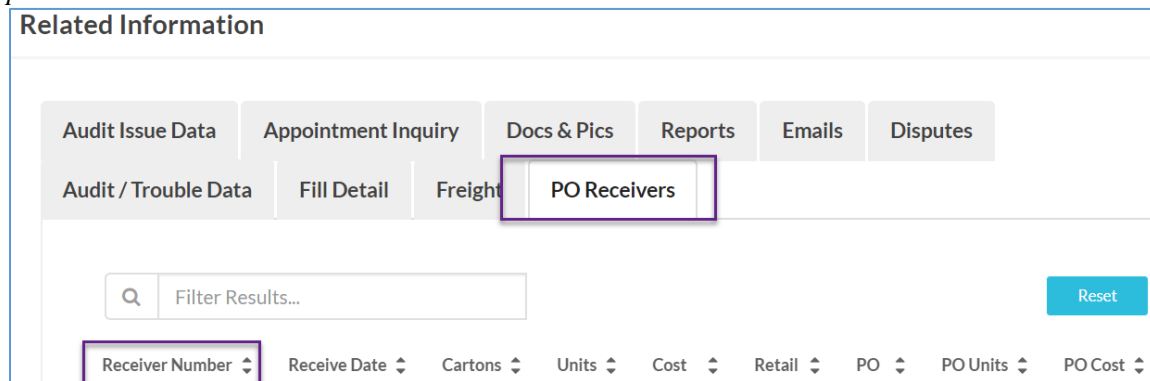 Related Information
Audit Issue Data Appointment Inquiry Docs & Pics Reports Emails Disputes
Audit / Trouble Data Fill Detail Freight PO Receivers
Filter Results... Reset
Receiver Number Receive Date Cartons Units Cost Retail PO PO Units PO Cost